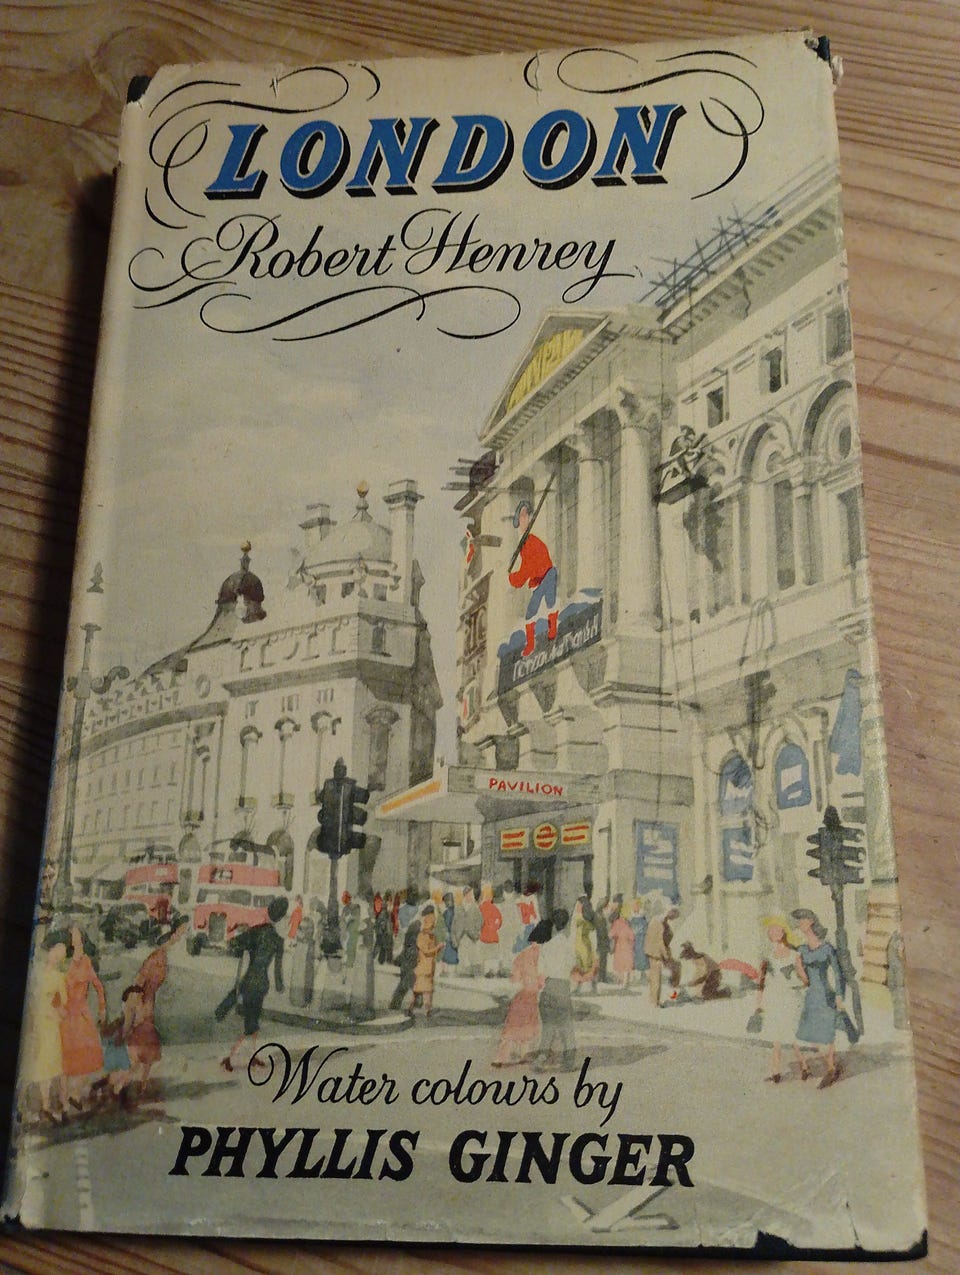 LONDON
Robert Henrey
PAVILION
Water colours by
PHYLLIS GINGER